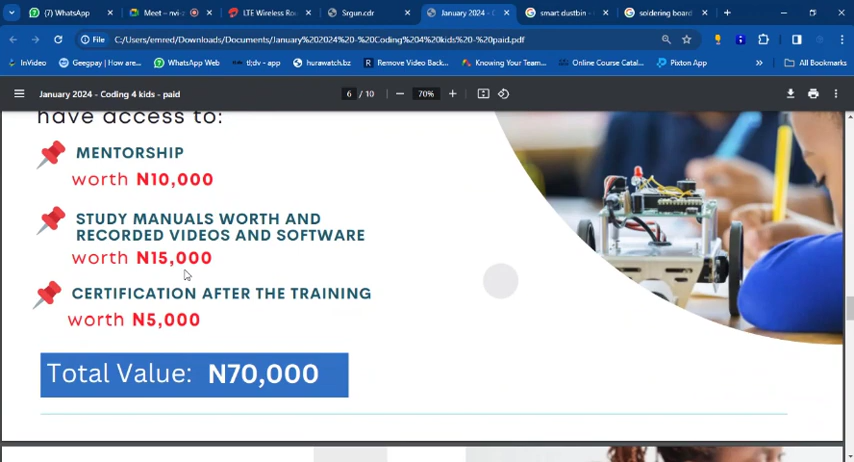 (7) WhatsApp
Meet – nvi-z
LTE Wireless Rou
Srgun.cdr
January 2024 - C
smart dustbin -
soldering board
File C:/Users/emred/Downloads/Documents/January%202024%20-%20Coding%204%20kids%20-%20paid.pdf
InVideo Geegpay | How are... WhatsApp Web tl;dv - app hurawatch.bz Remove Video Back... Knowing Your Team... Online Course Catal... Pixton App All Bookmarks
January 2024 - Coding 4 kids - paid 6 / 10 70%
have access to:
MENTORSHIP
worth N10,000
STUDY MANUALS WORTH AND
RECORDED VIDEOS AND SOFTWARE
worth N15,000
CERTIFICATION AFTER THE TRAINING
worth N5,000
Total Value: N70,000